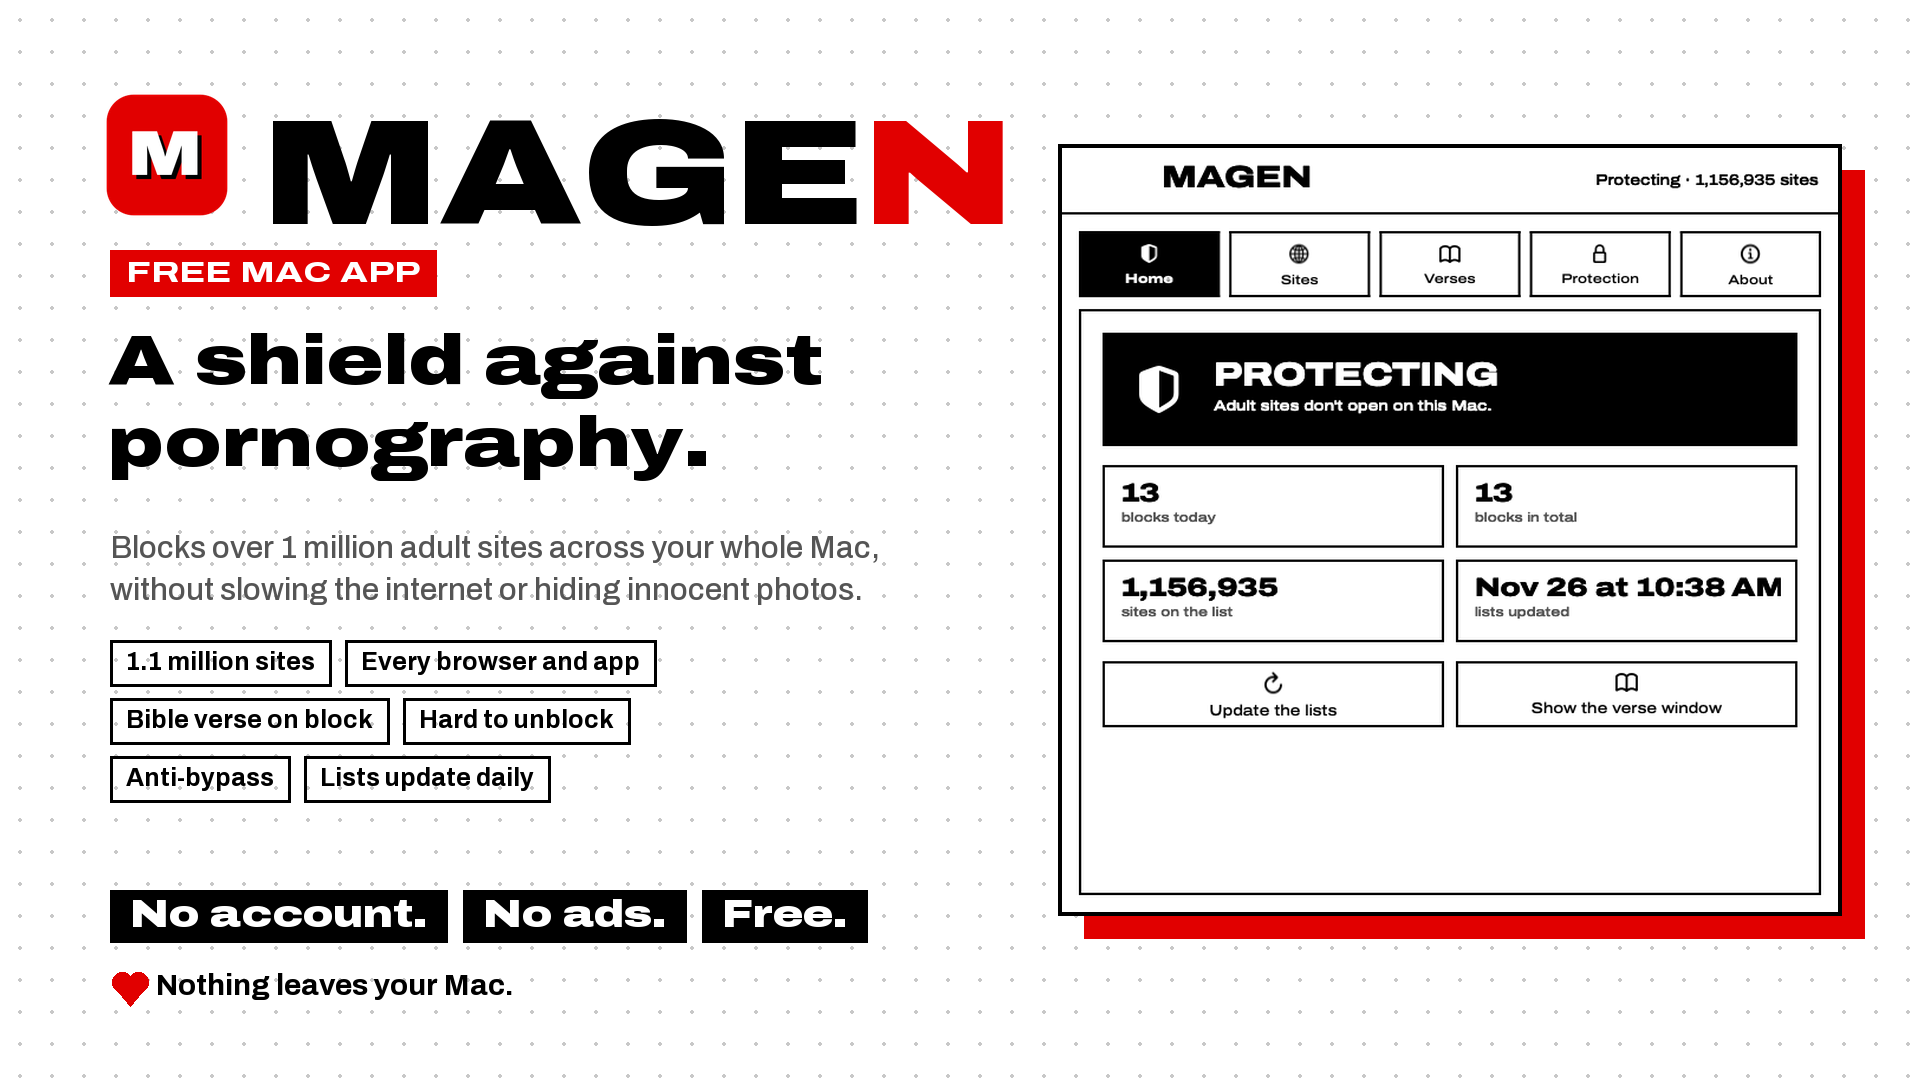 M MAGEN
FREE MAC APP
A shield against
pornography.
Blocks over 1 million adult sites across your whole Mac,
without slowing the internet or hiding innocent photos.
1.1 million sites
Every browser and app
Bible verse on block
Hard to unblock
Anti-bypass
Lists update daily
No account. No ads. Free.
Nothing leaves your Mac.
MAGEN
Protecting · 1,156,935 sites
Home
Sites
Verses
Protection
About
PROTECTING
Adult sites don't open on this Mac.
13
blocks today
13
blocks in total
1,156,935
sites on the list
Nov 26 at 10:38 AM
lists updated
Update the lists
Show the verse window